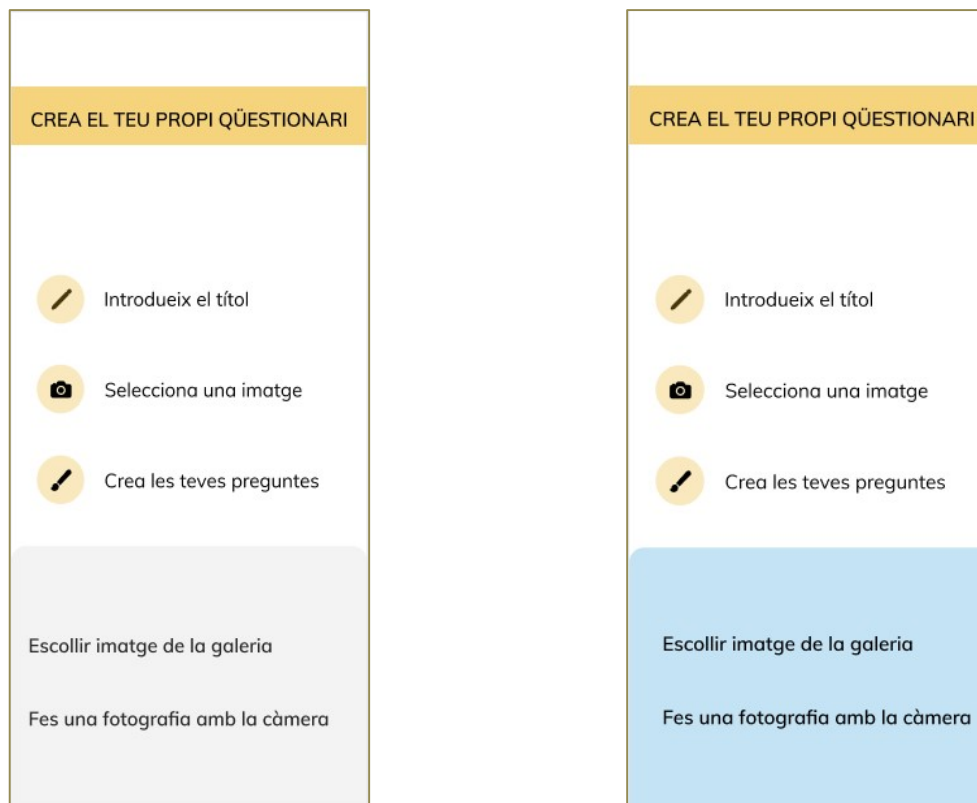 CREA EL TEU PROPI QÜESTIONARI
Introdueix el títol
Selecciona una imatge
Crea les teves preguntes
Escollir imatge de la galeria
Fes una fotografia amb la càmera
CREA EL TEU PROPI QÜESTIONARI
Introdueix el títol
Selecciona una imatge
Crea les teves preguntes
Escollir imatge de la galeria
Fes una fotografia amb la càmera